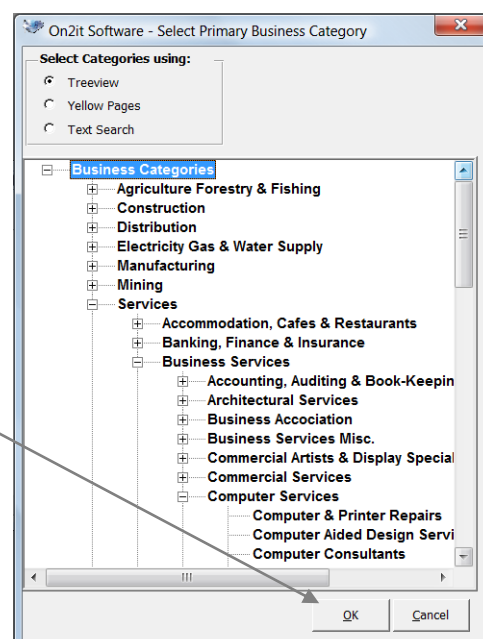 On2it Software - Select Primary Business Category
Select Categories using:
Treeview
Yellow Pages
Text Search
Business Categories
Agriculture Forestry & Fishing
Construction
Distribution
Electricity Gas & Water Supply
Manufacturing
Mining
Services
Accommodation, Cafes & Restaurants
Banking, Finance & Insurance
Business Services
Accounting, Auditing & Book-Keepin
Architectural Services
Business Accociation
Business Services Misc.
Commercial Artists & Display Special
Commercial Services
Computer Services
Computer & Printer Repairs
Computer Aided Design Servi
Computer Consultants
OK Cancel